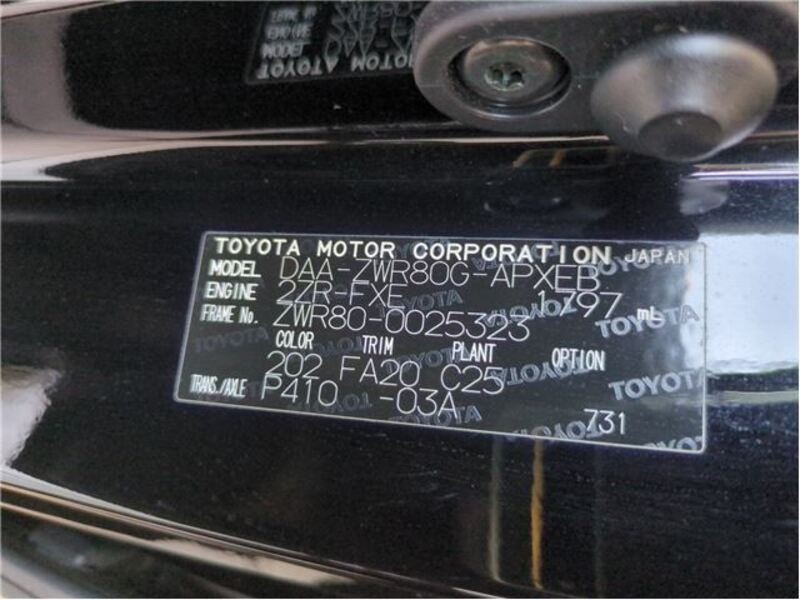 TOYOTA MOTOR CORPORATION JAPAN
MODEL DAA-ZWR80G-APXEB
ENGINE 2ZR-FXE 1797 mL
FRAME No. ZWR80-0025323
COLOR TRIM PLANT OPTION
202 FA20 C25
TRANS./AXLE P410 -03A
731